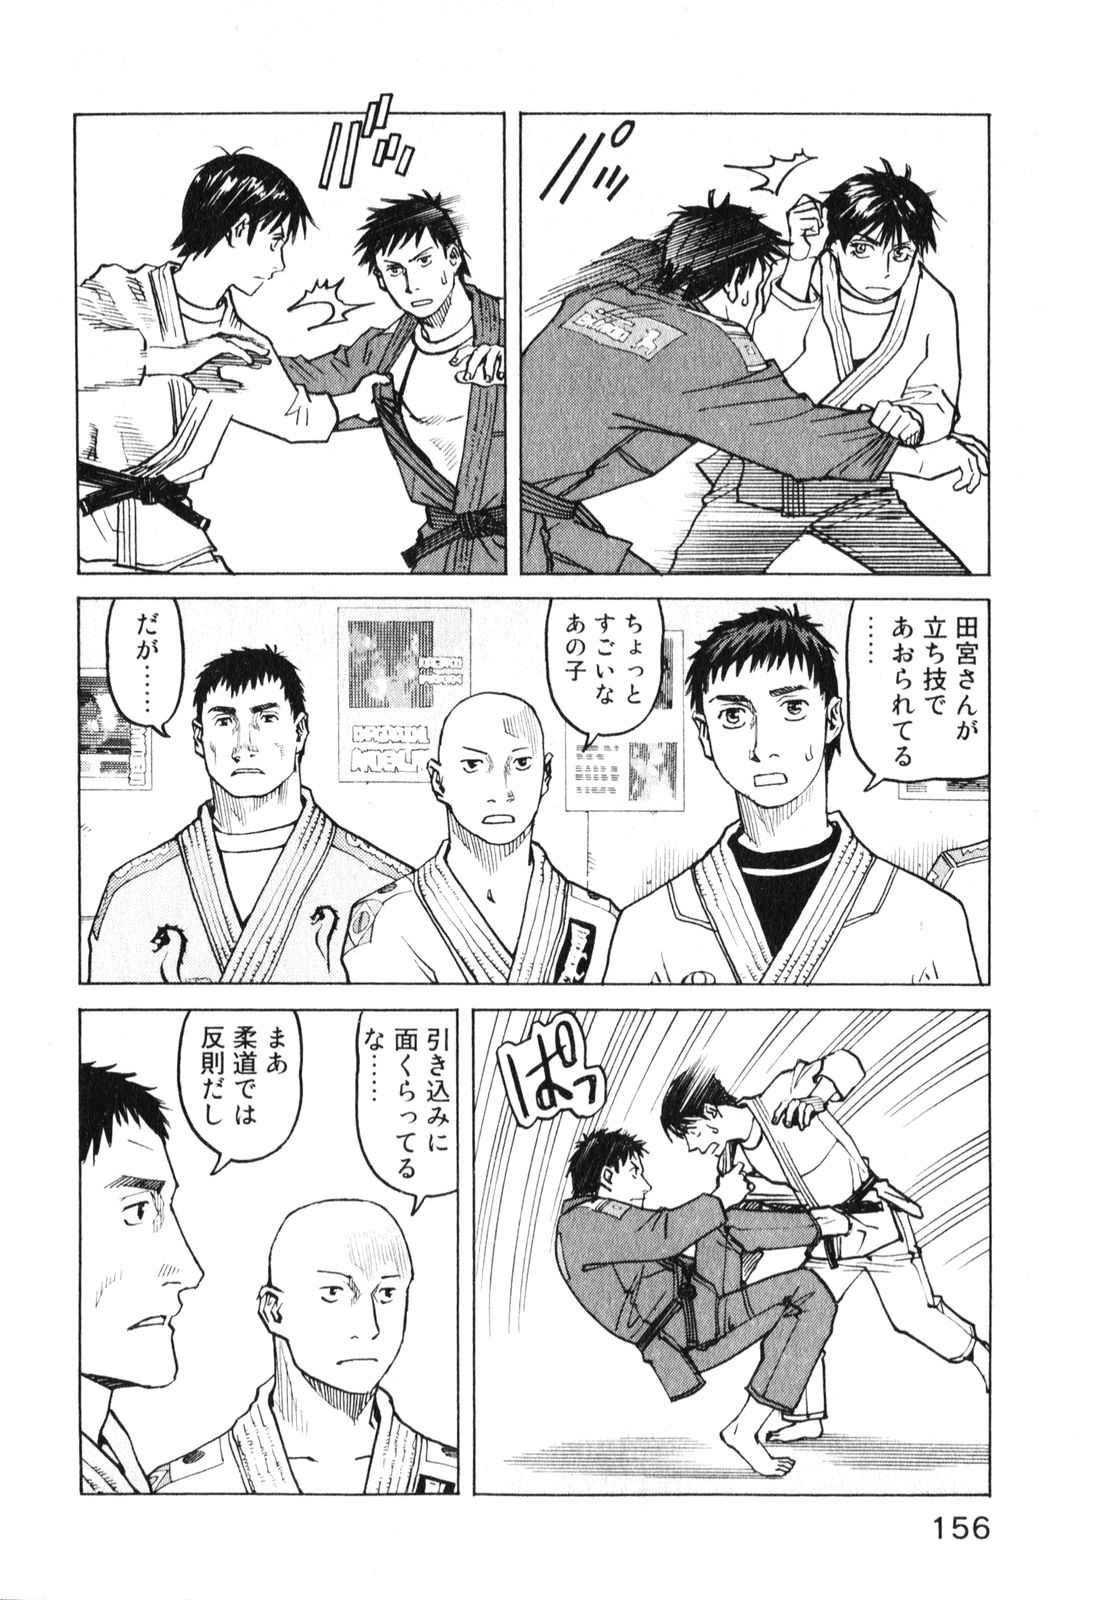 パパッ
ババッ
田宮さんが
立ち技で
あおられてる
……
ちょっと
すごいな
あの子
だが………
ぱっ
引き込みに
面くらってる
な……
まあ
柔道では
反則だし
156